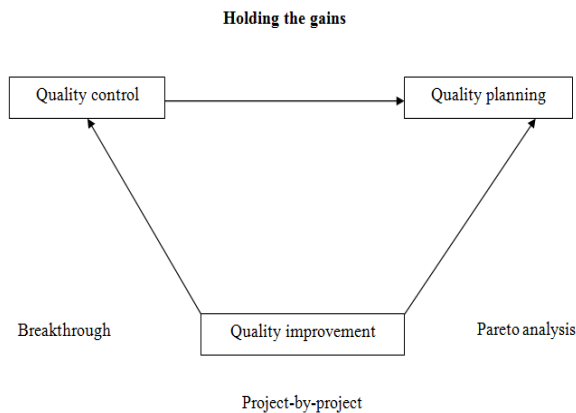 Holding the gains
Quality control
Quality planning
Breakthrough
Quality improvement
Pareto analysis
Project-by-project